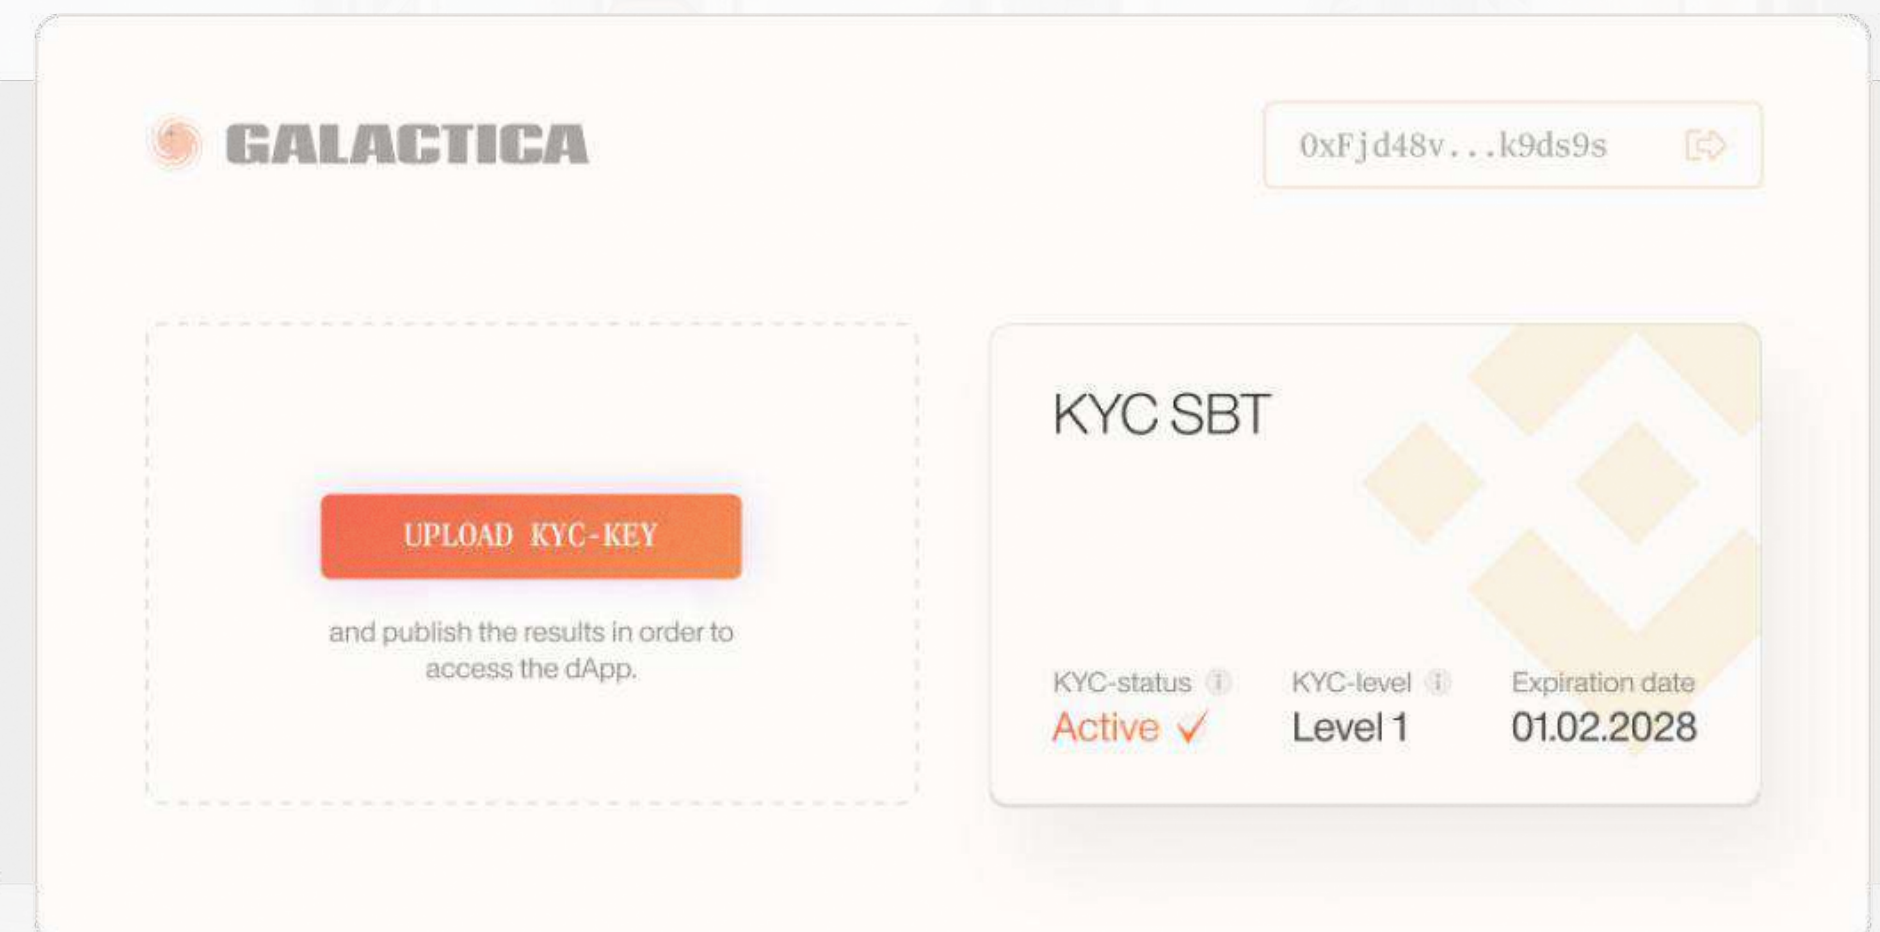 GALACTICA
0xFjd48v...k9ds9s
UPLOAD KYC-KEY
and publish the results in order to
access the dApp.
KYC SBT
KYC-status
Active
KYC-level
Level 1
Expiration date
01.02.2028